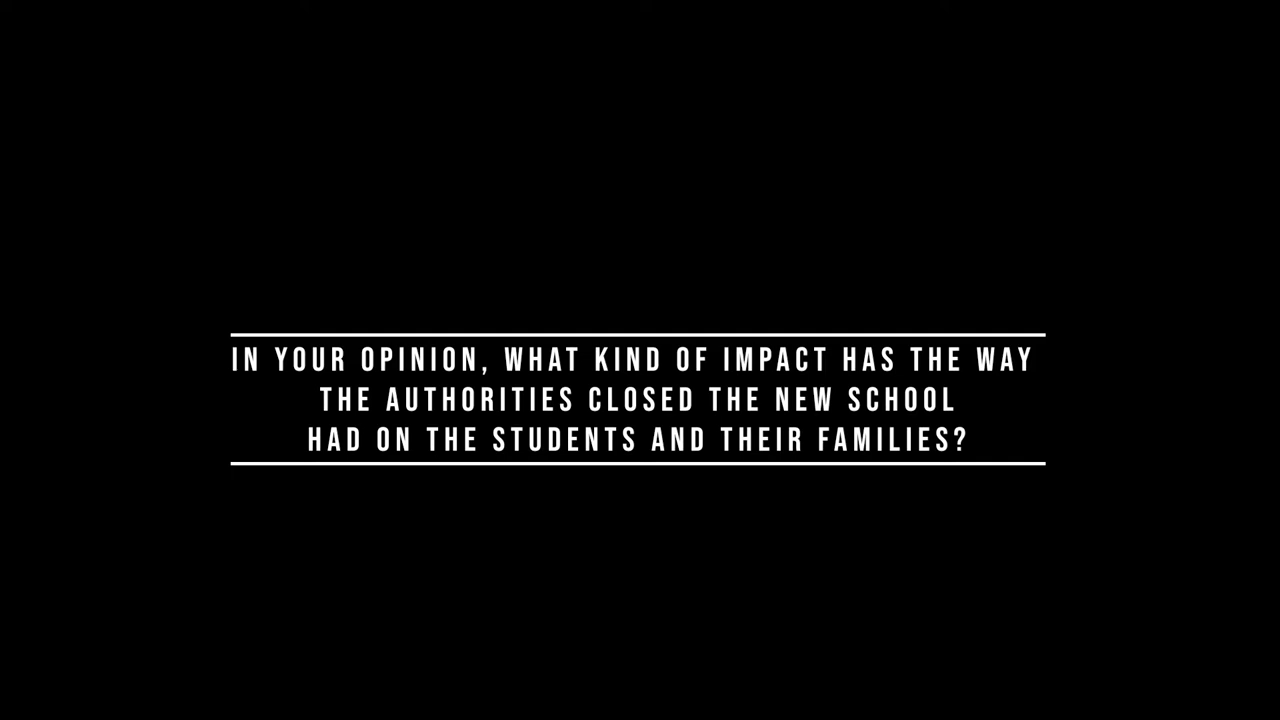 IN YOUR OPINION, WHAT KIND OF IMPACT HAS THE WAY
THE AUTHORITIES CLOSED THE NEW SCHOOL
HAD ON THE STUDENTS AND THEIR FAMILIES?